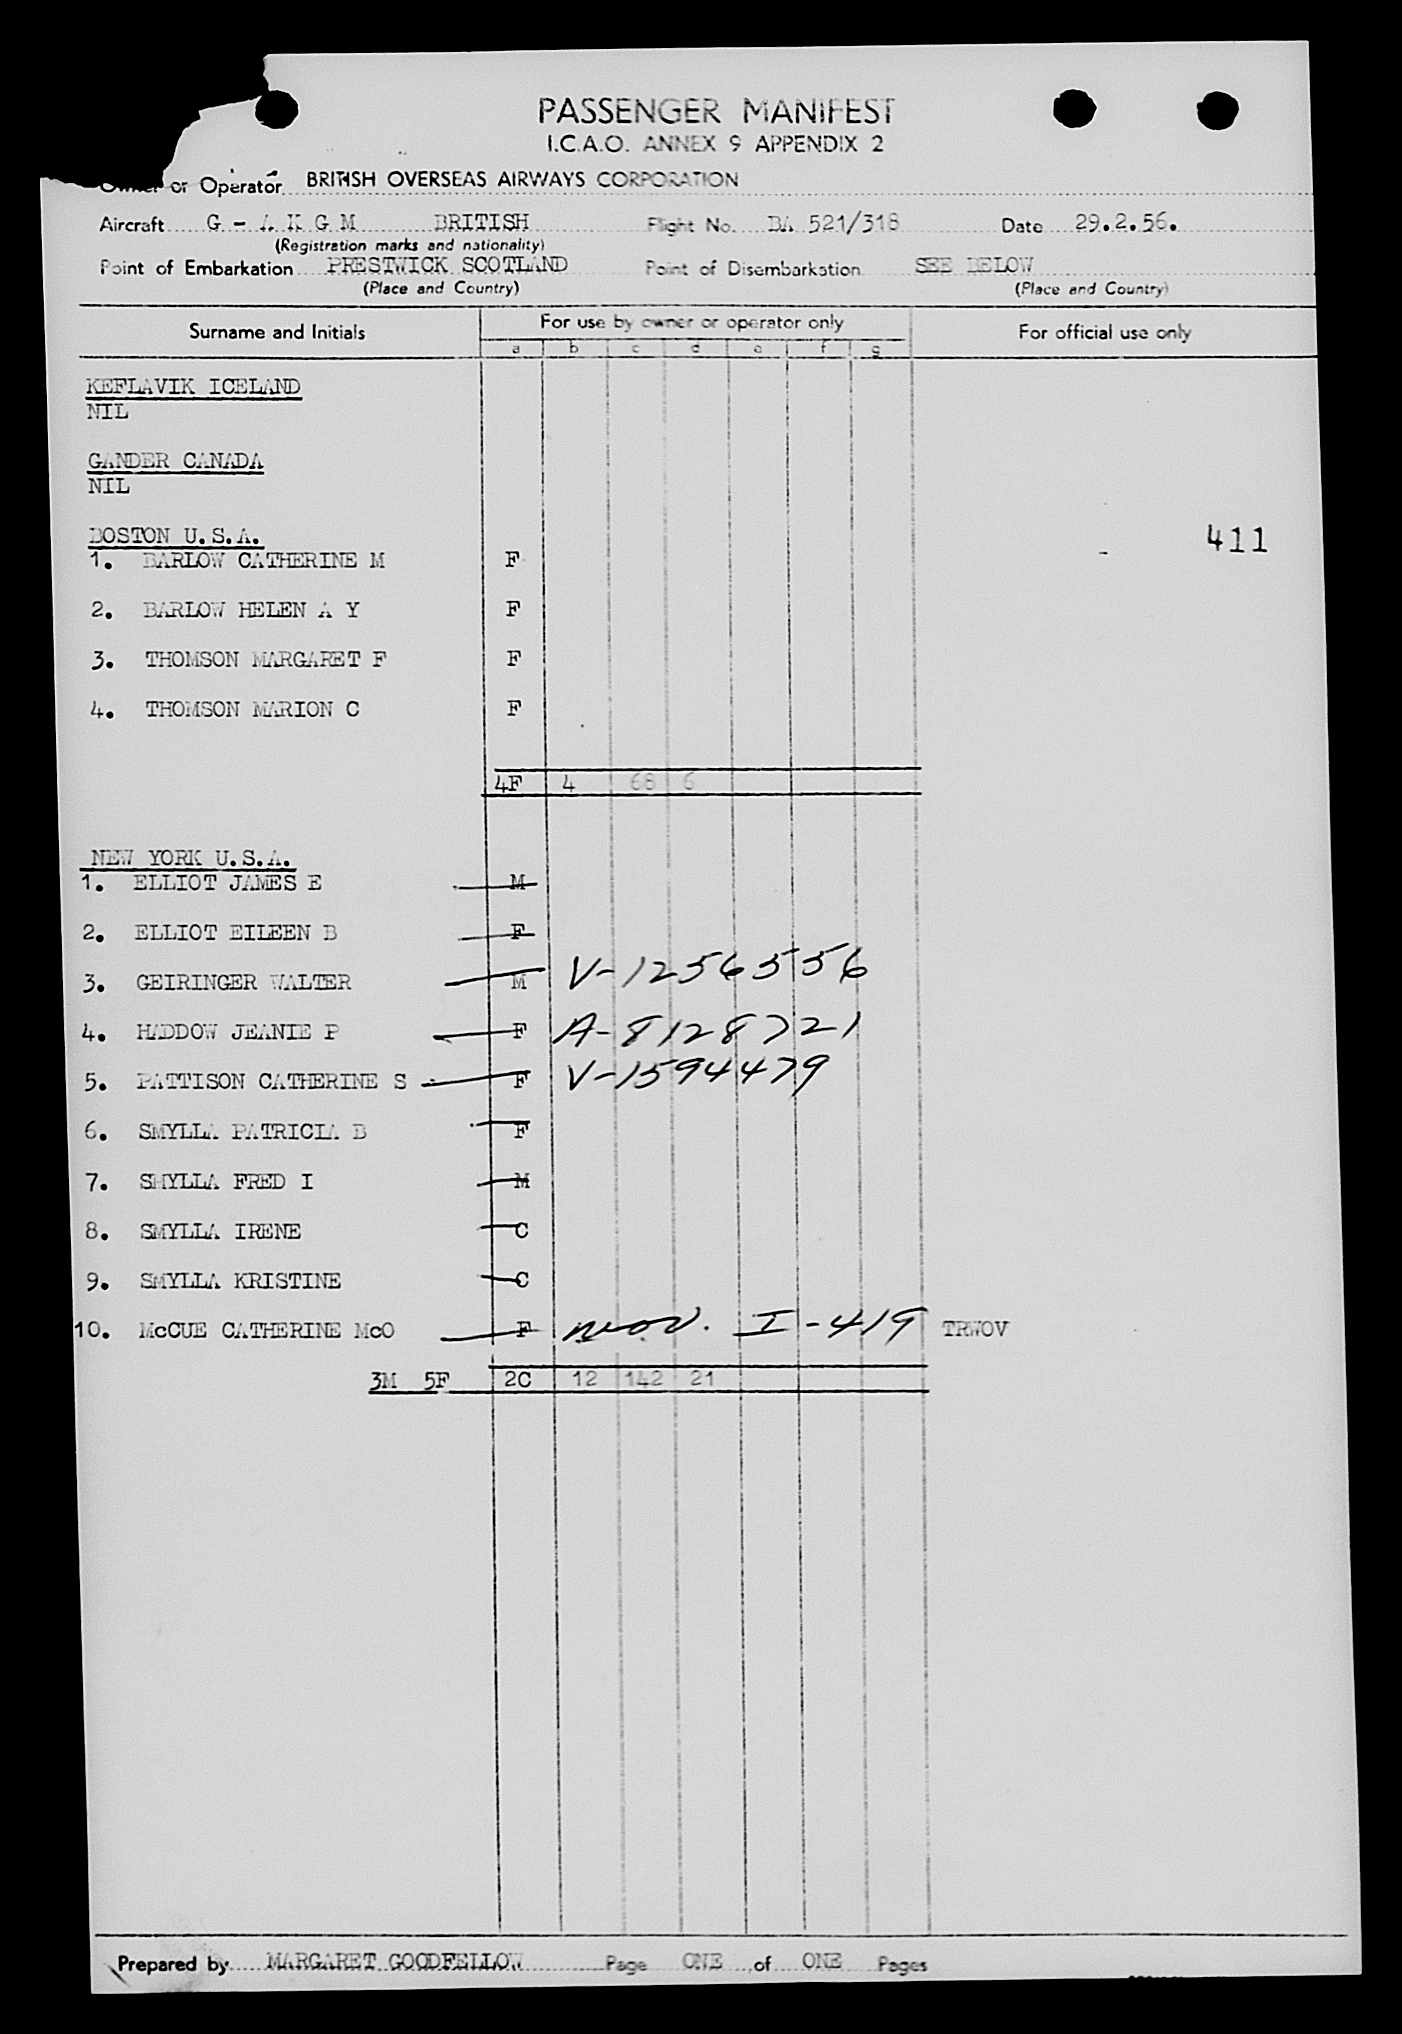 PASSENGER MANIFEST
I.C.A.O. ANNEX 9 APPENDIX 2
Owner or Operator BRITISH OVERSEAS AIRWAYS CORPORATION
Aircraft G - A K G M BRITISH Flight No. BA 521/318 Date 29.2.56.
(Registration marks and nationality)
Point of Embarkation PRESTWICK SCOTLAND Point of Disembarkation SEE BELOW
(Place and Country) (Place and Country)
Surname and Initials For use by owner or operator only For official use only
a b c d e f g
KEFLAVIK ICELAND
NIL
GANDER CANADA
NIL
BOSTON U.S.A. 411
1. BARLOW CATHERINE M F
2. BARLOW HELEN A Y F
3. THOMSON MARGARET F F
4. THOMSON MARION C F
4F 4 68 6
NEW YORK U.S.A.
1. ELLIOT JAMES E M
2. ELLIOT EILEEN B F
3. GEIRINGER WALTER M V-1256556
4. HADDOW JEANIE P F A-8128721
5. PATTISON CATHERINE S F V-1594479
6. SMYLLA PATRICIA B F
7. SMYLLA FRED I M
8. SMYLLA IRENE C
9. SMYLLA KRISTINE C
10. McCUE CATHERINE McO F wov. I-419 TRWOV
3M 5F 2C 12 142 21
Prepared by MARGARET GOODFELLOW Page ONE of ONE Pages